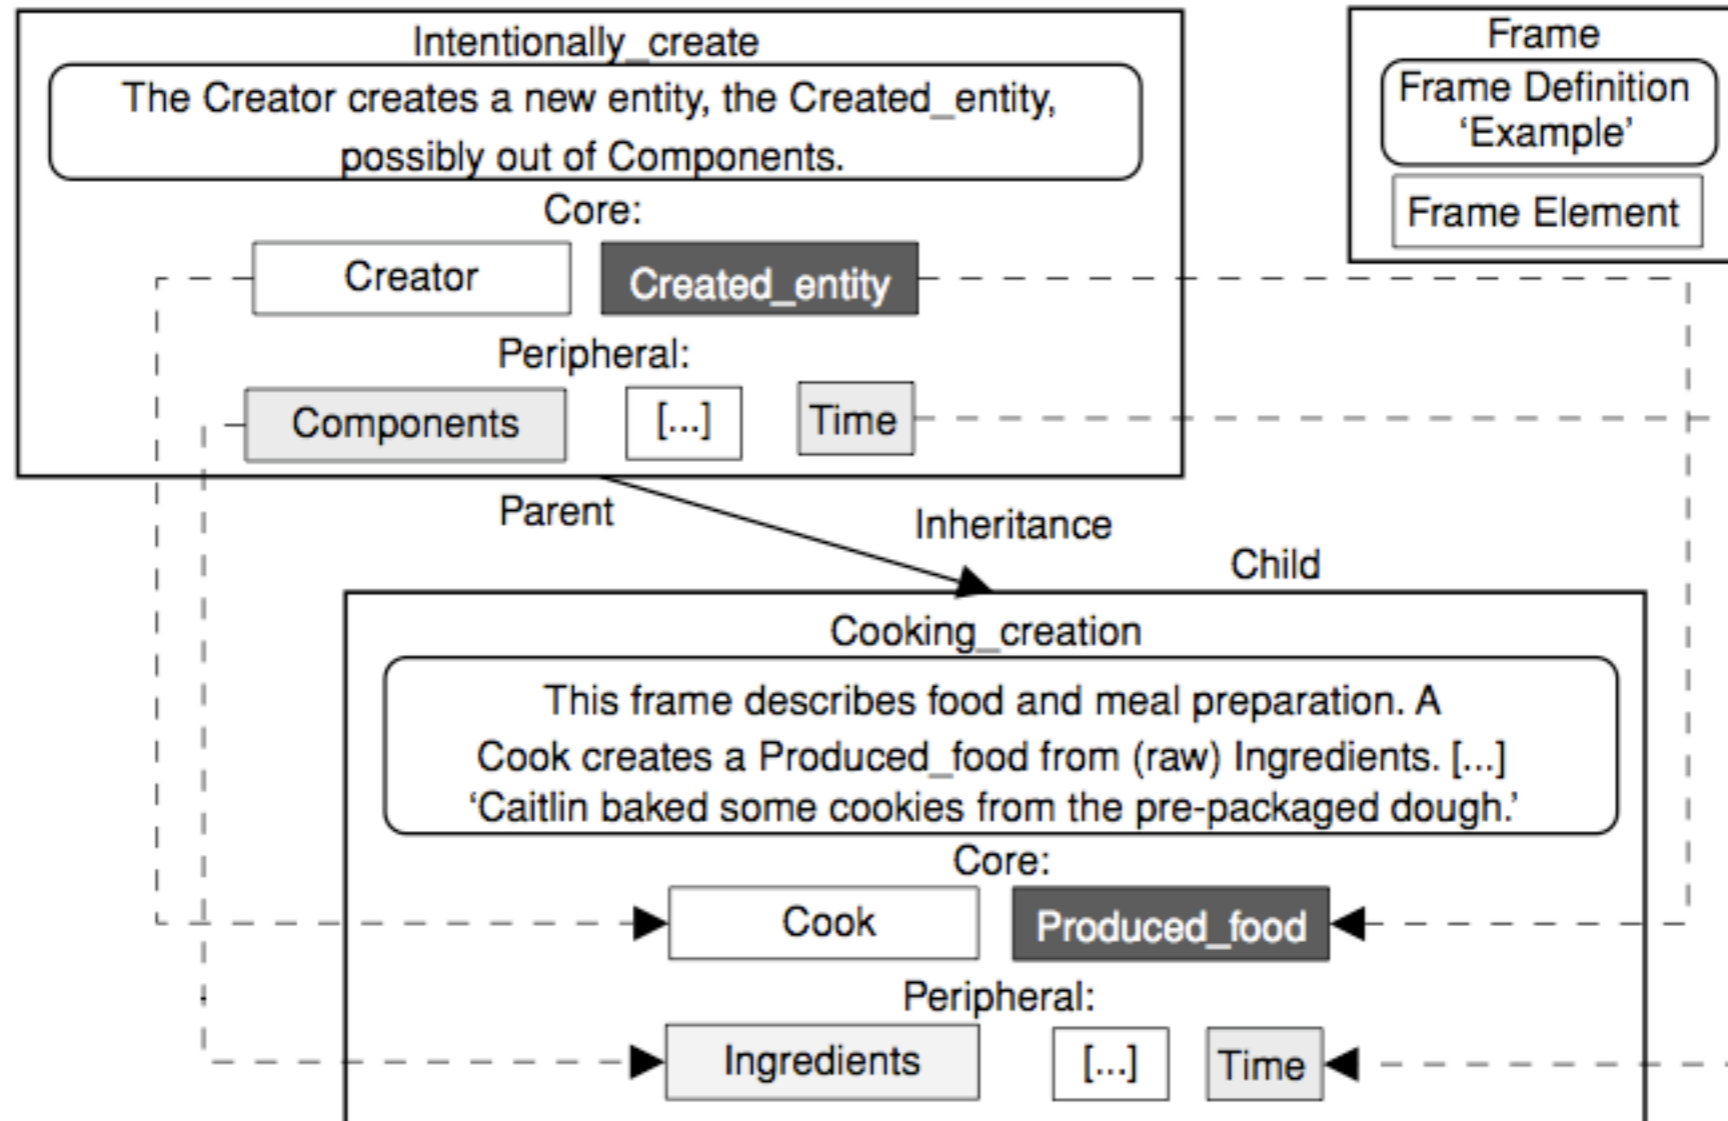 Intentionally_create
The Creator creates a new entity, the Created_entity,
possibly out of Components.
Core:
Creator
Created_entity
Peripheral:
Components
[...]
Time
Frame
Frame Definition
‘Example’
Frame Element
Parent
Inheritance
Child
Cooking_creation
This frame describes food and meal preparation. A
Cook creates a Produced_food from (raw) Ingredients. [...]
‘Caitlin baked some cookies from the pre-packaged dough.’
Core:
Cook
Produced_food
Peripheral:
Ingredients
[...]
Time